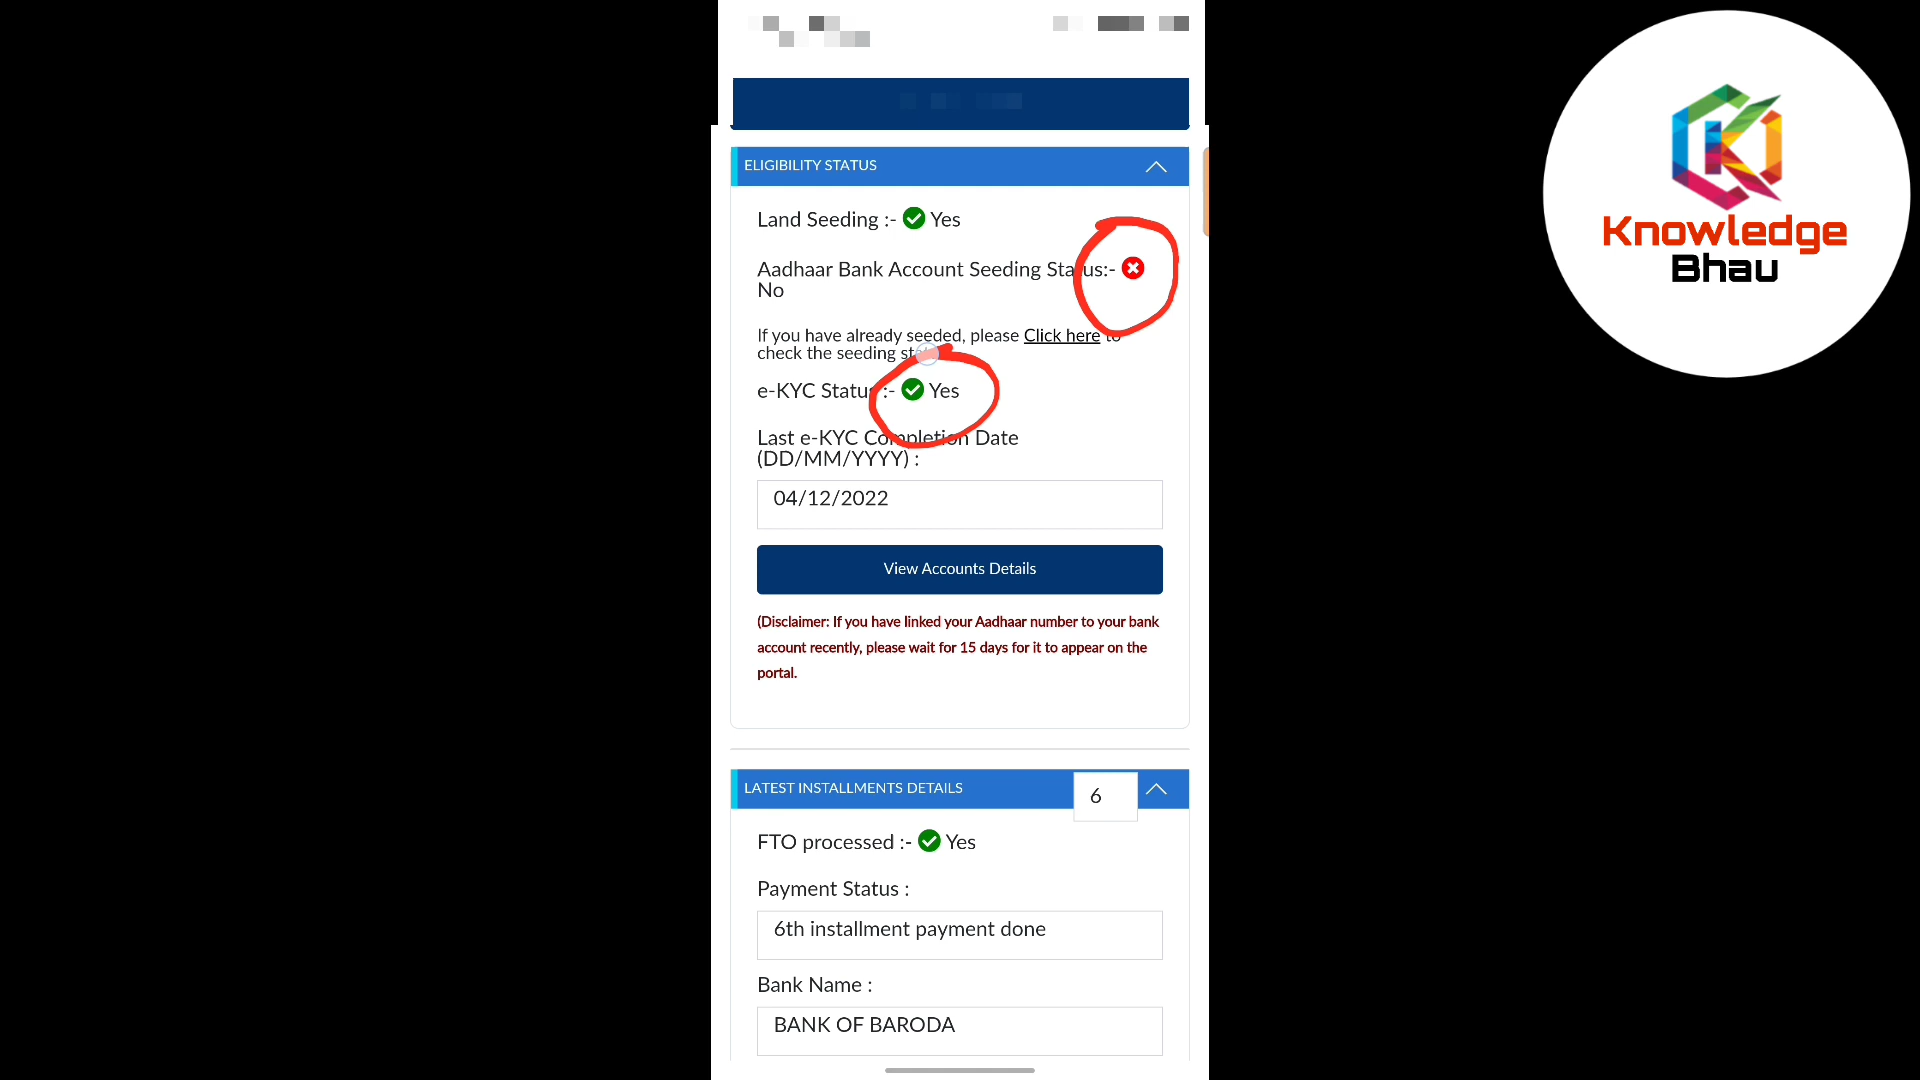 ELIGIBILITY STATUS
Land Seeding :- Yes
Aadhaar Bank Account Seeding Status:-
No
If you have already seeded, please Click here to
check the seeding
e-KYC Status :- Yes
Last e-KYC Completion Date
(DD/MM/YYYY) :
04/12/2022
View Accounts Details
(Disclaimer: If you have linked your Aadhaar number to your bank
account recently, please wait for 15 days for it to appear on the
portal.
LATEST INSTALLMENTS DETAILS
6
FTO processed :- Yes
Payment Status :
6th installment payment done
Bank Name :
BANK OF BARODA
Knowledge
Bhau